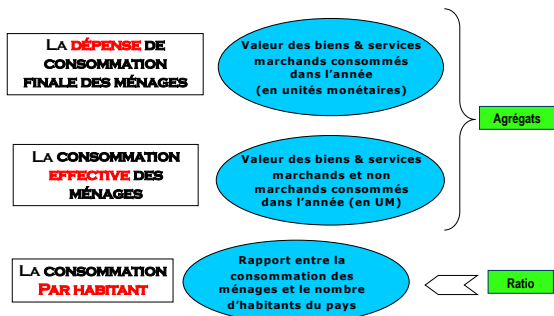 LA DÉPENSE DE
CONSOMMATION
FINALE DES MÉNAGES
Valeur des biens & services
marchands consommés
dans l'année
(en unités monétaires)
Agrégats
LA CONSOMMATION
EFFECTIVE DES
MÉNAGES
Valeur des biens & services
marchands et non
marchands consommés
dans l'année (en UM)
LA CONSOMMATION
PAR HABITANT
Rapport entre la
consommation des
ménages et le nombre
d'habitants du pays
Ratio